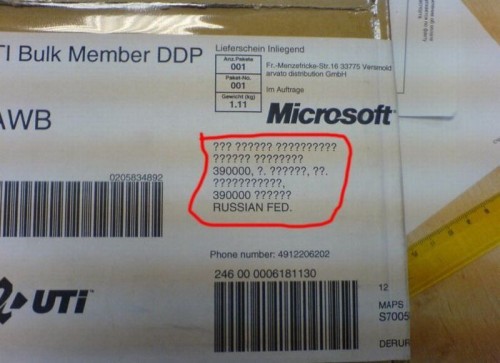 TI Bulk Member DDP
Lieferschein Inliegend
Anz.Pakete
001
Paket-No.
001
Gewicht (kg)
1.11
Fr.-Menzefricke-Str.16 33775 Versmold
arvato distribution GmbH
Im Auftrage
Microsoft
AWB
??? ?????? ??????????
?????? ????????
390000, ?. ??????, ??.
???????????,
390000 ??????
RUSSIAN FED.
0205834892
Phone number: 4912206202
246 00 0006181130
UTi
12
MAPS
S7005
DERUR